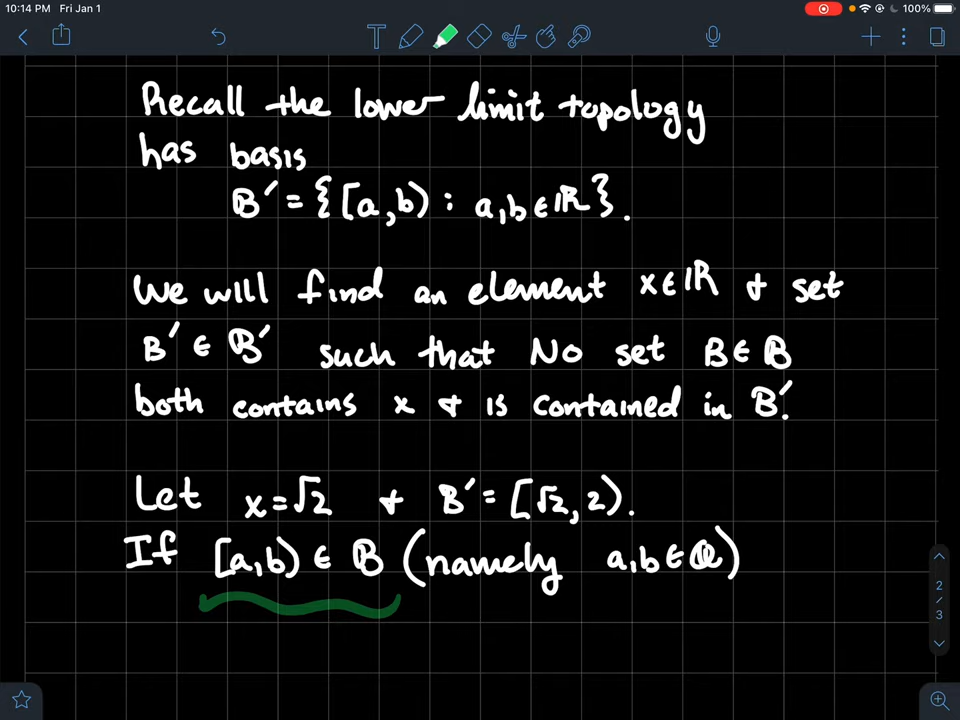 10:14 PM Fri Jan 1
100%
Recall the lower limit topology
has basis
B' = {[a,b) : a,b ∈ ℝ}.
We will find an element x ∈ ℝ & set
B' ∈ 𝔹' such that No set B ∈ 𝔹
both contains x & is contained in B'.
Let x = √2 & B' = [√2, 2).
If [a,b) ∈ 𝔹 (namely a,b ∈ ℚ)
2
/
3